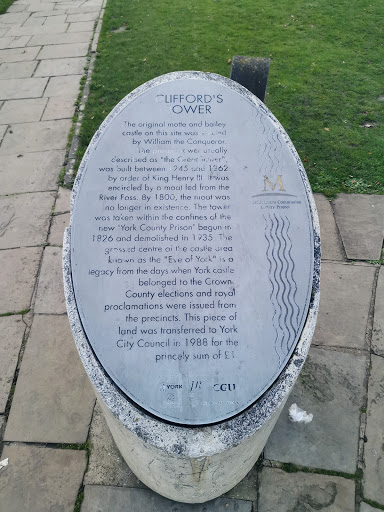 CLIFFORD'S
TOWER
The original motte and bailey
castle on this site was
by William the Conqueror.
The usually
described as "the Great Tower",
was built between 1245 and 1262
by order of King Henry III. It was
encircled by a moat fed from the
River Foss. By 1800, the moat was
no longer in existence. The tower
was taken within the confines of the
new 'York County Prison' begun in
1826 and demolished in 1935. The
grassed centre of the castle area
known as the "Eye of York" is a
legacy from the days when York castle
belonged to the Crown.
County elections and royal
proclamations were issued from
the precincts. This piece of
land was transferred to York
City Council in 1988 for the
princely sum of £1
M
YORK